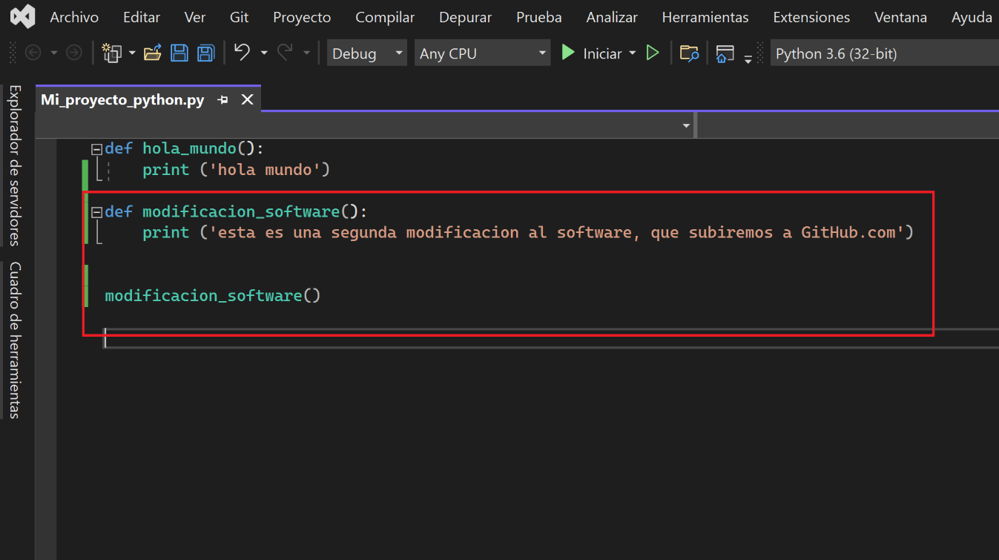 Archivo Editar Ver Git Proyecto Compilar Depurar Prueba Analizar Herramientas Extensiones Ventana Ayuda
Debug Any CPU Iniciar Python 3.6 (32-bit)
Explorador de servidores
Cuadro de herramientas
Mi_proyecto_python.py
def hola_mundo():
    print ('hola mundo')
def modificacion_software():
    print ('esta es una segunda modificacion al software, que subiremos a GitHub.com')
modificacion_software()